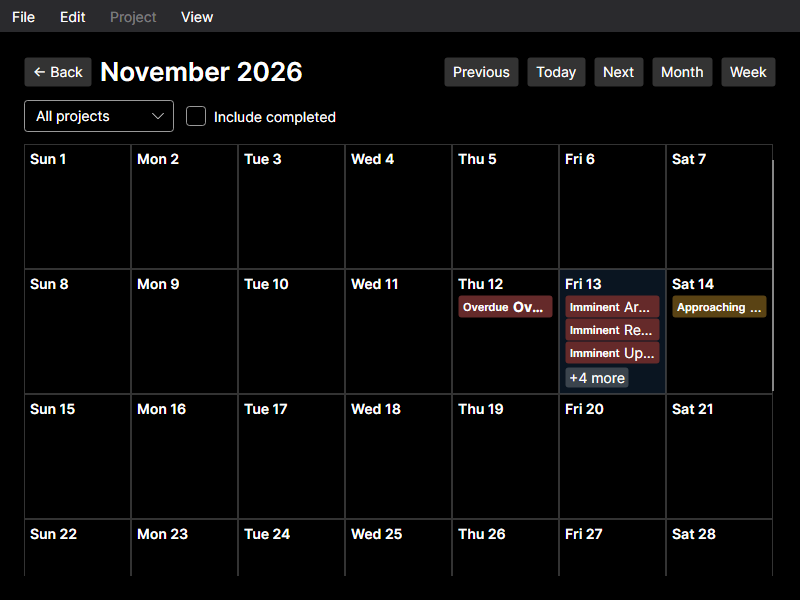 File Edit Project View
← Back November 2026 Previous Today Next Month Week
All projects Include completed
Sun 1 Mon 2 Tue 3 Wed 4 Thu 5 Fri 6 Sat 7
Sun 8 Mon 9 Tue 10 Wed 11 Thu 12 Fri 13 Sat 14
Overdue Ov... Imminent Ar... Approaching ...
Imminent Re...
Imminent Up...
+4 more
Sun 15 Mon 16 Tue 17 Wed 18 Thu 19 Fri 20 Sat 21
Sun 22 Mon 23 Tue 24 Wed 25 Thu 26 Fri 27 Sat 28